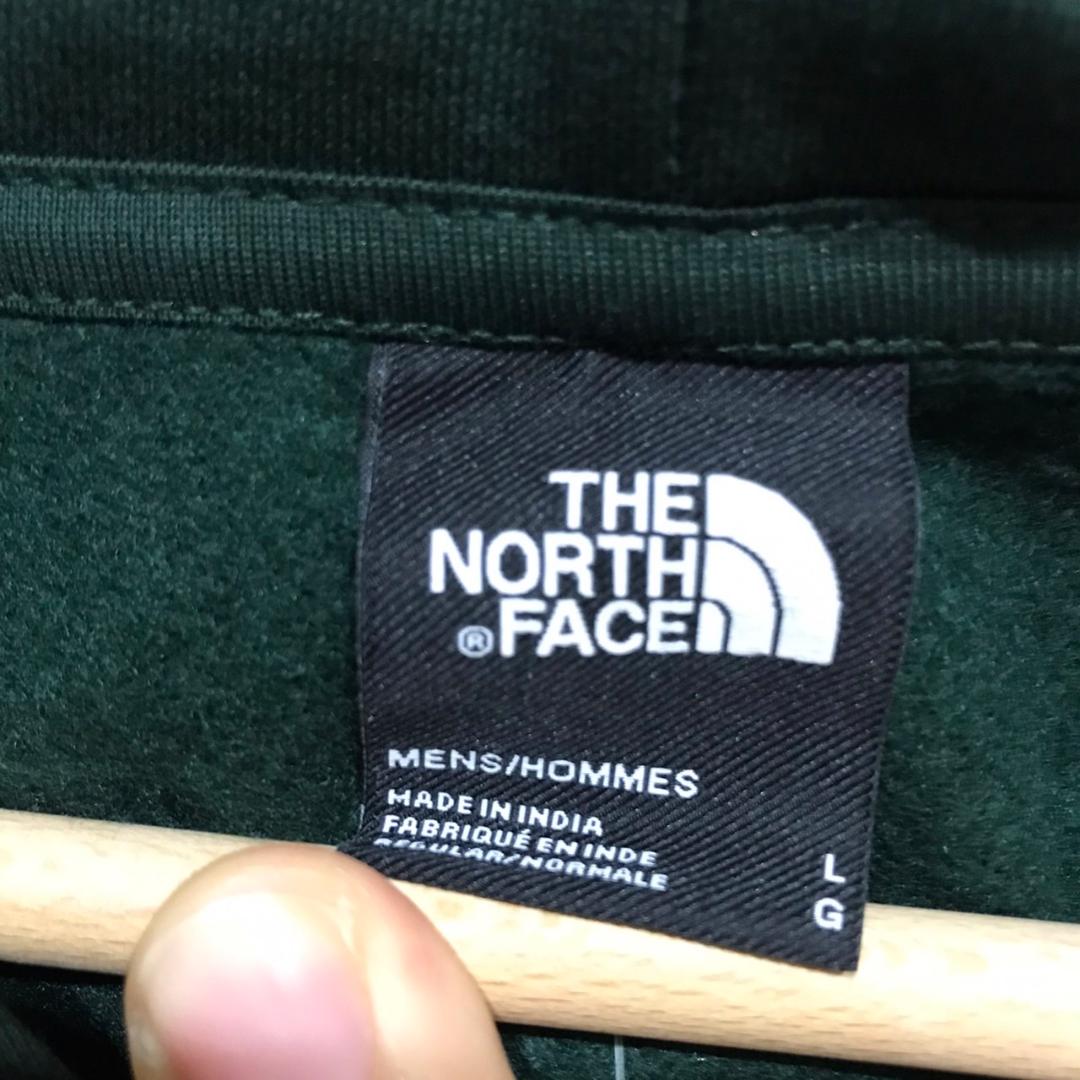 THE
NORTH
®FACE
MENS/HOMMES
MADE IN INDIA
FABRIQUÉ EN INDE
REGULAR/NORMALE
L
G